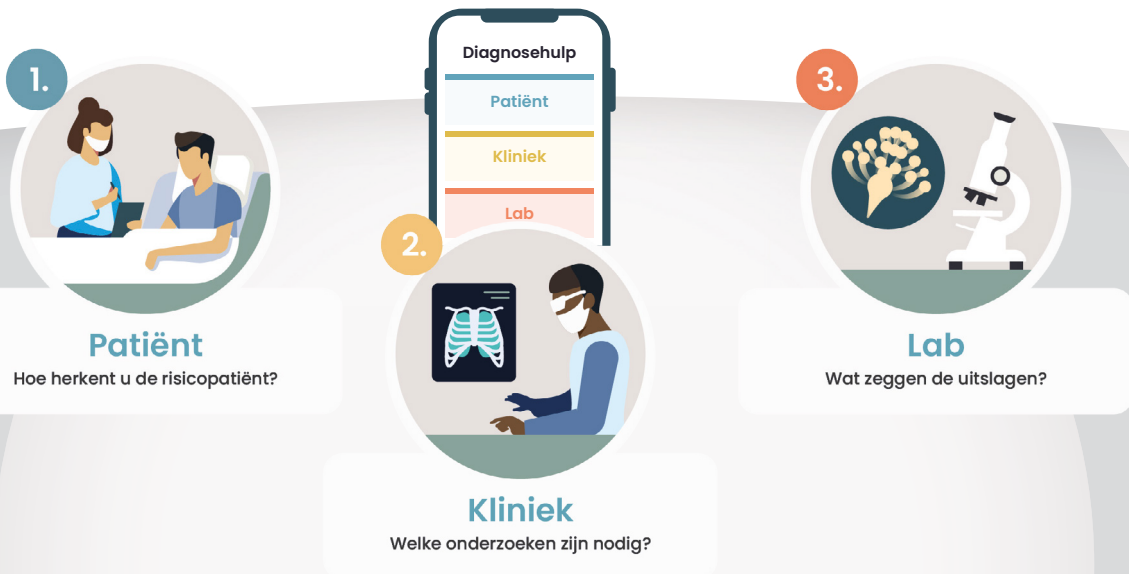 Diagnosehulp
Patiënt
Kliniek
Lab
1.
Patiënt
Hoe herkent u de risicopatiënt?
2.
Kliniek
Welke onderzoeken zijn nodig?
3.
Lab
Wat zeggen de uitslagen?